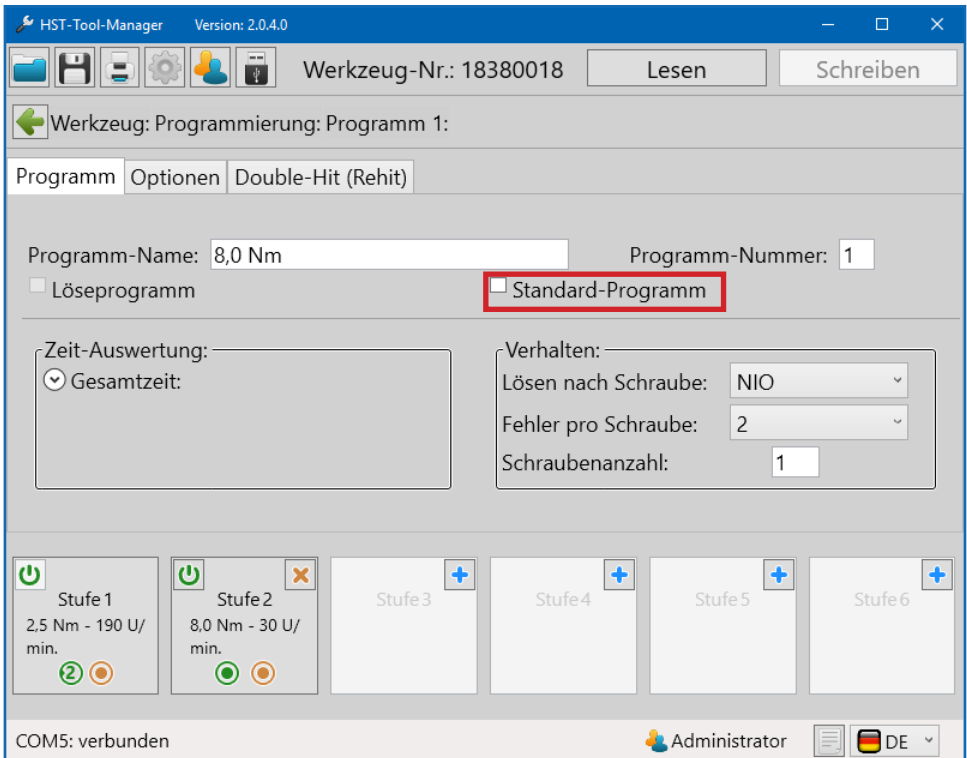 HST-Tool-Manager Version: 2.0.4.0
Werkzeug-Nr.: 18380018 Lesen Schreiben
Werkzeug: Programmierung: Programm 1:
Programm Optionen Double-Hit (Rehit)
Programm-Name: 8,0 Nm Programm-Nummer: 1
Löseprogramm Standard-Programm
Zeit-Auswertung:
Gesamtzeit:
Verhalten:
Lösen nach Schraube: NIO
Fehler pro Schraube: 2
Schraubenanzahl: 1
Stufe 1
2,5 Nm - 190 U/
min.
2
Stufe 2
8,0 Nm - 30 U/
min.
Stufe 3
Stufe 4
Stufe 5
Stufe 6
COM5: verbunden Administrator DE